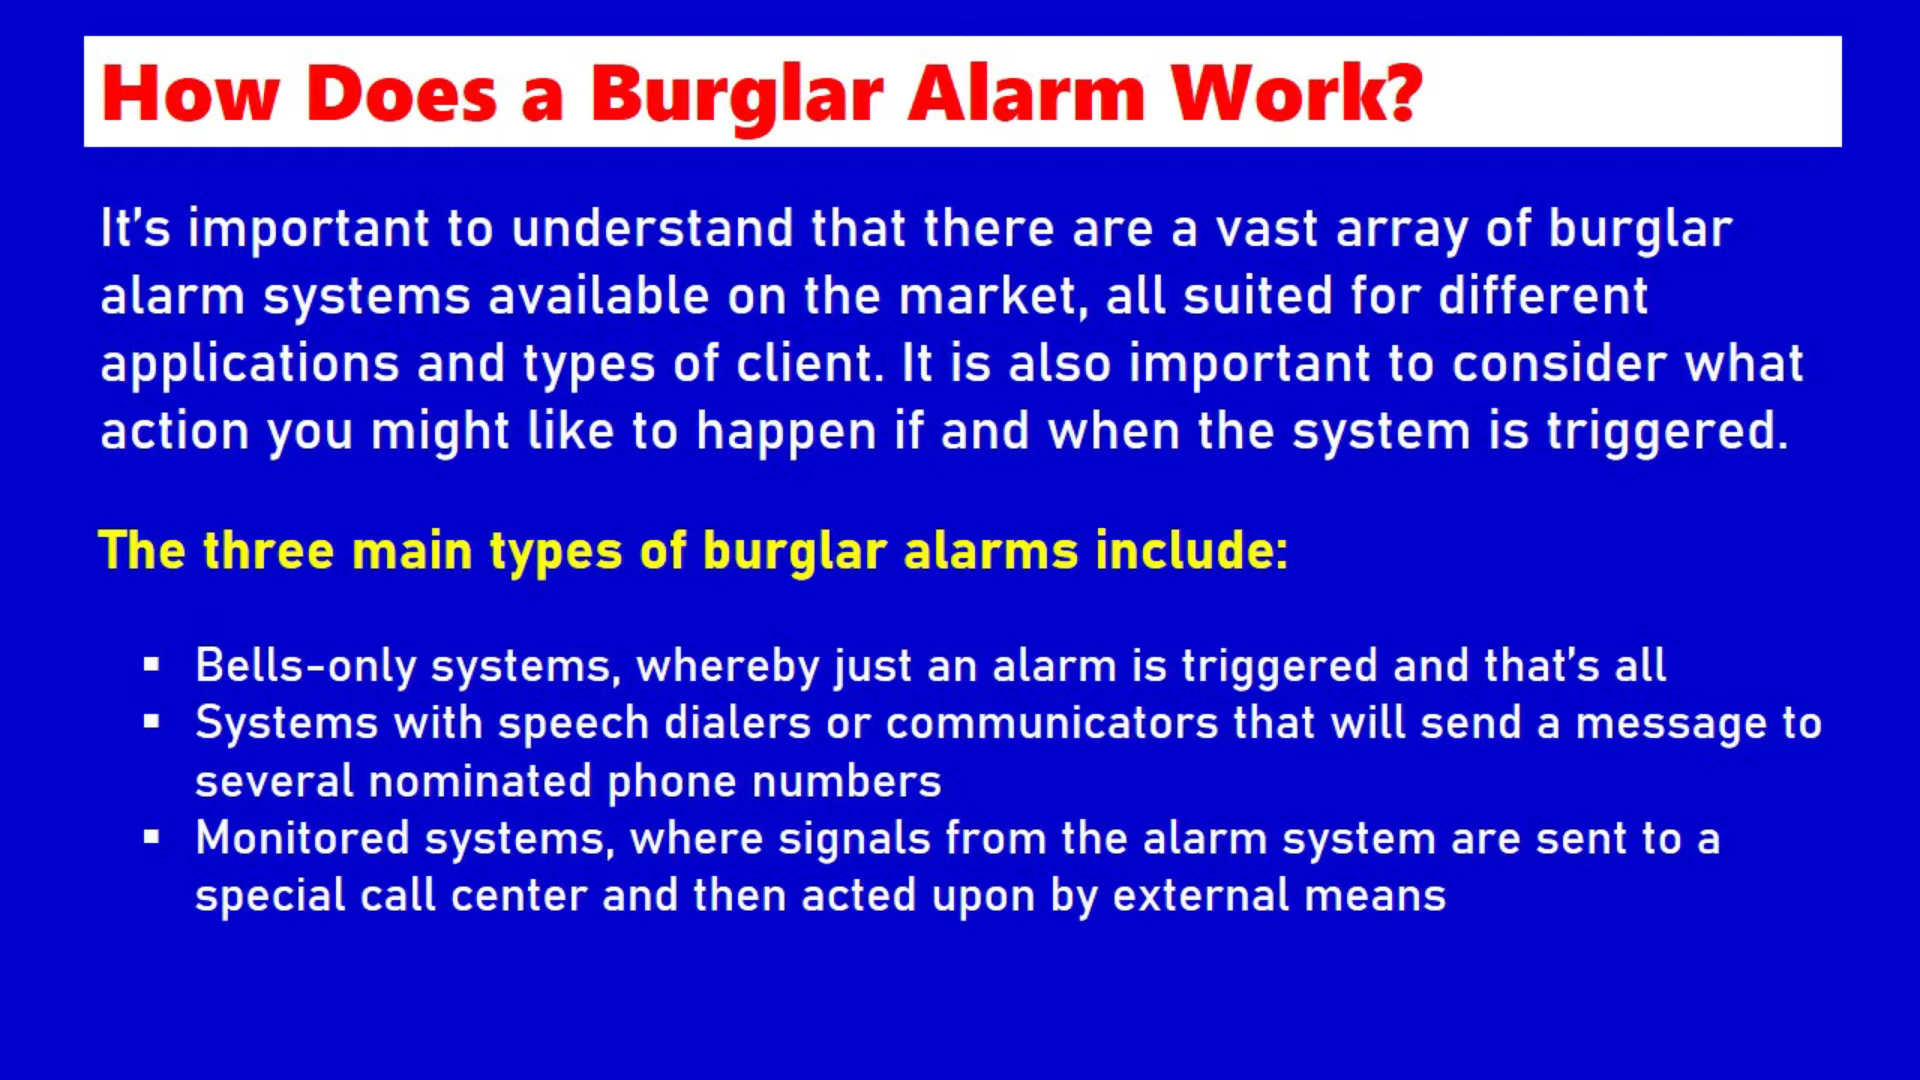 How Does a Burglar Alarm Work?
It’s important to understand that there are a vast array of burglar
alarm systems available on the market, all suited for different
applications and types of client. It is also important to consider what
action you might like to happen if and when the system is triggered.
The three main types of burglar alarms include:
▪ Bells-only systems, whereby just an alarm is triggered and that’s all
▪ Systems with speech dialers or communicators that will send a message to
several nominated phone numbers
▪ Monitored systems, where signals from the alarm system are sent to a
special call center and then acted upon by external means